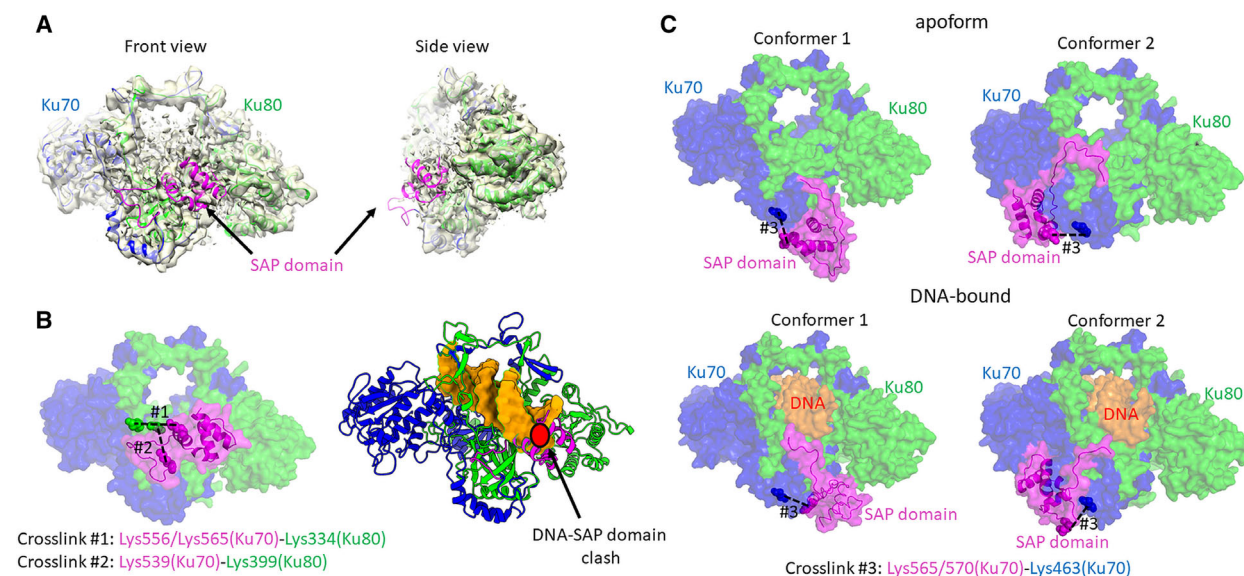 A
Front view
Side view
Ku70
Ku80
SAP domain
B
#1
#2
DNA-SAP domain
clash
Crosslink #1: Lys556/Lys565(Ku70)-Lys334(Ku80)
Crosslink #2: Lys539(Ku70)-Lys399(Ku80)
C
apoform
Conformer 1
Conformer 2
Ku70
Ku80
Ku70
Ku80
#3
SAP domain
#3
SAP domain
DNA-bound
Conformer 1
Conformer 2
Ku70
DNA
Ku80
Ku70
DNA
Ku80
#3
SAP domain
#3
SAP domain
Crosslink #3: Lys565/570(Ku70)-Lys463(Ku70)